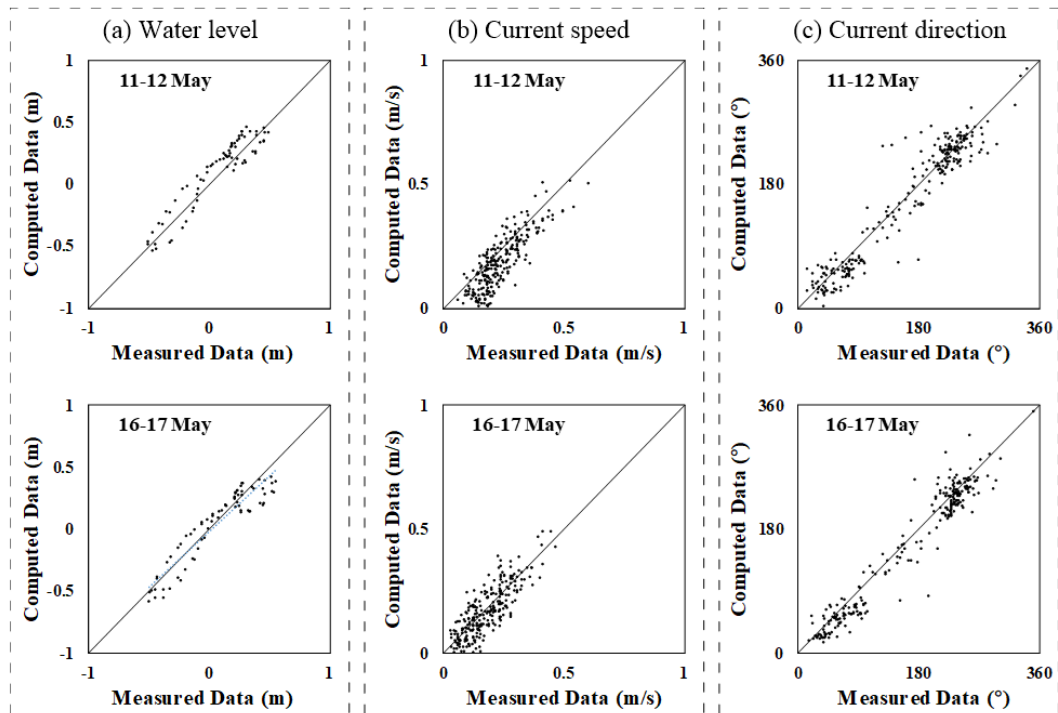 (a) Water level
(b) Current speed
(c) Current direction
11-12 May
Computed Data (m)
1
0.5
0
-0.5
-1
-1
0
1
Measured Data (m)
11-12 May
Computed Data (m/s)
1
0.5
0
0
0.5
1
Measured Data (m/s)
11-12 May
Computed Data (°)
360
180
0
0
180
360
Measured Data (°)
16-17 May
Computed Data (m)
1
0.5
0
-0.5
-1
-1
0
1
Measured Data (m)
16-17 May
Computed Data (m/s)
1
0.5
0
0
0.5
1
Measured Data (m/s)
16-17 May
Computed Data (°)
360
180
0
0
180
360
Measured Data (°)